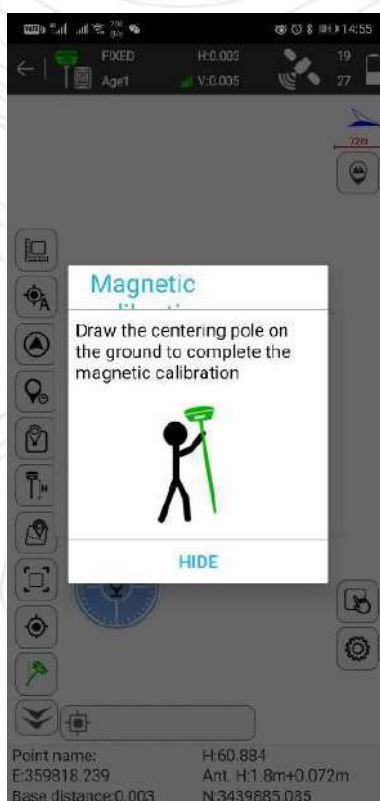 14:55
FIXED H:0.003 19
Age1 V:0.005 27
72m
Magnetic
Draw the centering pole on
the ground to complete the
magnetic calibration
HIDE
Point name: H:60.884
E:359818.239 Ant. H:1.8m+0.072m
Base distance:0.003 N:3439885.085